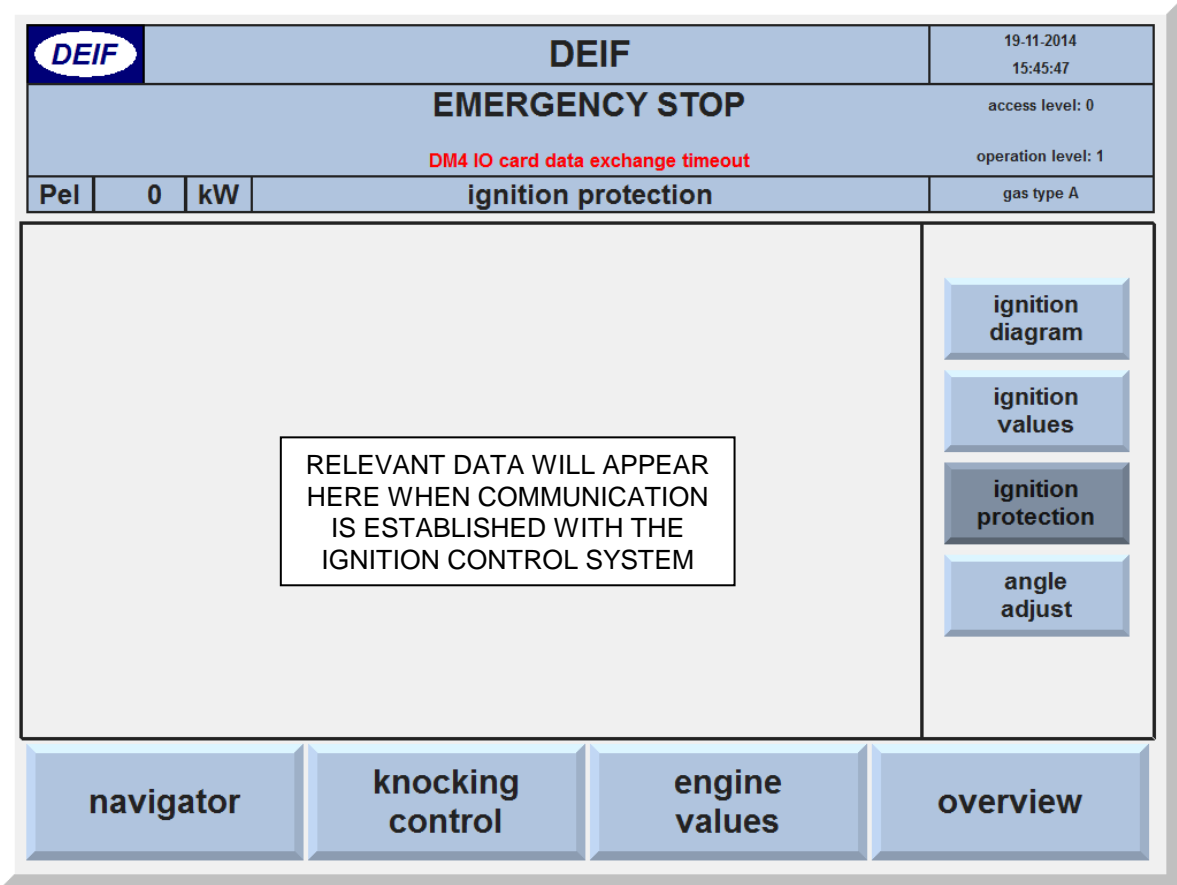 DEIF
DEIF
19-11-2014
15:45:47
EMERGENCY STOP
access level: 0
DM4 IO card data exchange timeout
operation level: 1
Pel 0 kW
ignition protection
gas type A
RELEVANT DATA WILL APPEAR
HERE WHEN COMMUNICATION
IS ESTABLISHED WITH THE
IGNITION CONTROL SYSTEM
ignition
diagram
ignition
values
ignition
protection
angle
adjust
navigator
knocking
control
engine
values
overview